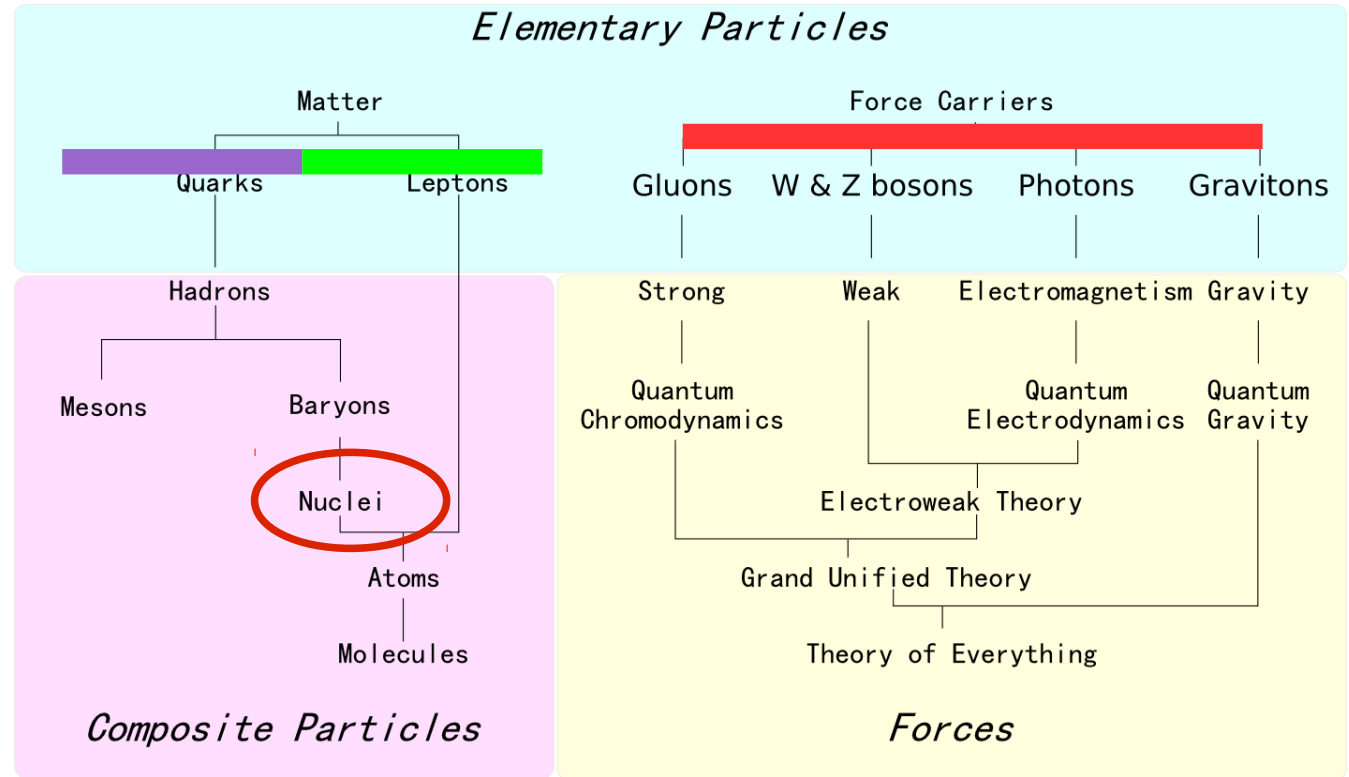 Elementary Particles
Matter
Force Carriers
Quarks
Leptons
Gluons
W & Z bosons
Photons
Gravitons
Hadrons
Strong
Weak
Electromagnetism
Gravity
Mesons
Baryons
Quantum
Chromodynamics
Quantum
Electrodynamics
Quantum
Gravity
Nuclei
Electroweak Theory
Atoms
Grand Unified Theory
Molecules
Theory of Everything
Composite Particles
Forces